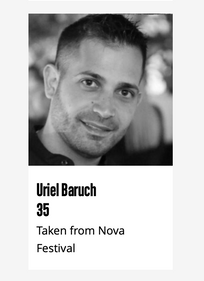 Uriel Baruch
35
Taken from Nova
Festival